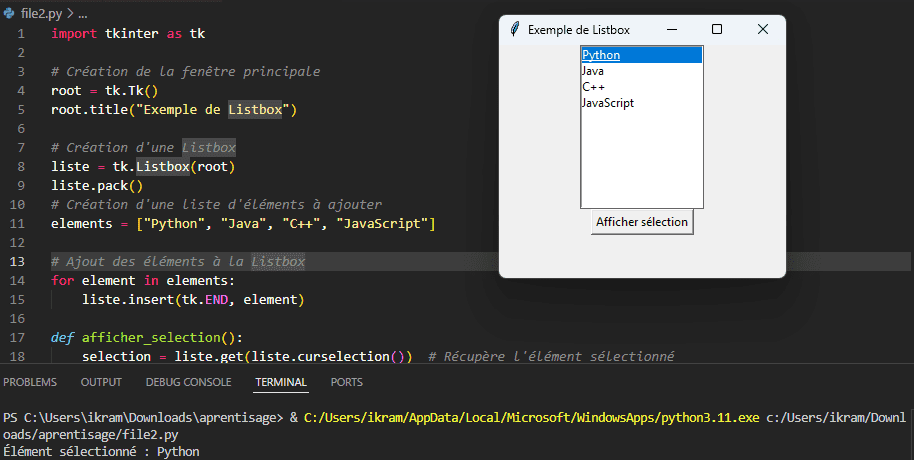 file2.py > ...
1 import tkinter as tk
2
3 # Création de la fenêtre principale
4 root = tk.Tk()
5 root.title("Exemple de Listbox")
6
7 # Création d'une Listbox
8 liste = tk.Listbox(root)
9 liste.pack()
10 # Création d'une liste d'éléments à ajouter
11 elements = ["Python", "Java", "C++", "JavaScript"]
12
13 # Ajout des éléments à la Listbox
14 for element in elements:
15 liste.insert(tk.END, element)
16
17 def afficher_selection():
18 selection = liste.get(liste.curselection()) # Récupère l'élément sélectionné
Exemple de Listbox
Python
Java
C++
JavaScript
Afficher sélection
PROBLEMS OUTPUT DEBUG CONSOLE TERMINAL PORTS
PS C:\Users\ikram\Downloads\aprentisage> & C:/Users/ikram/AppData/Local/Microsoft/WindowsApps/python3.11.exe c:/Users/ikram/Downl
oads/aprentisage/file2.py
Élément sélectionné : Python